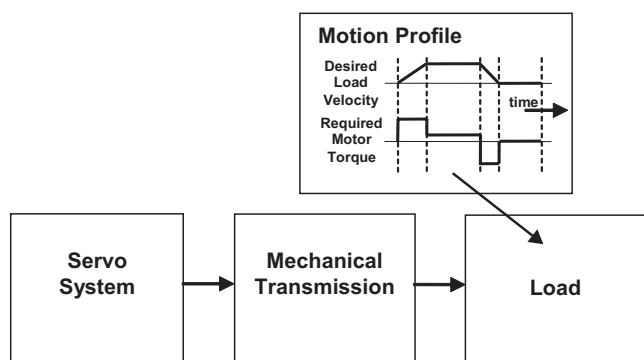 Motion Profile
Desired
Load
Velocity
time
Required
Motor
Torque
Servo
System
Mechanical
Transmission
Load